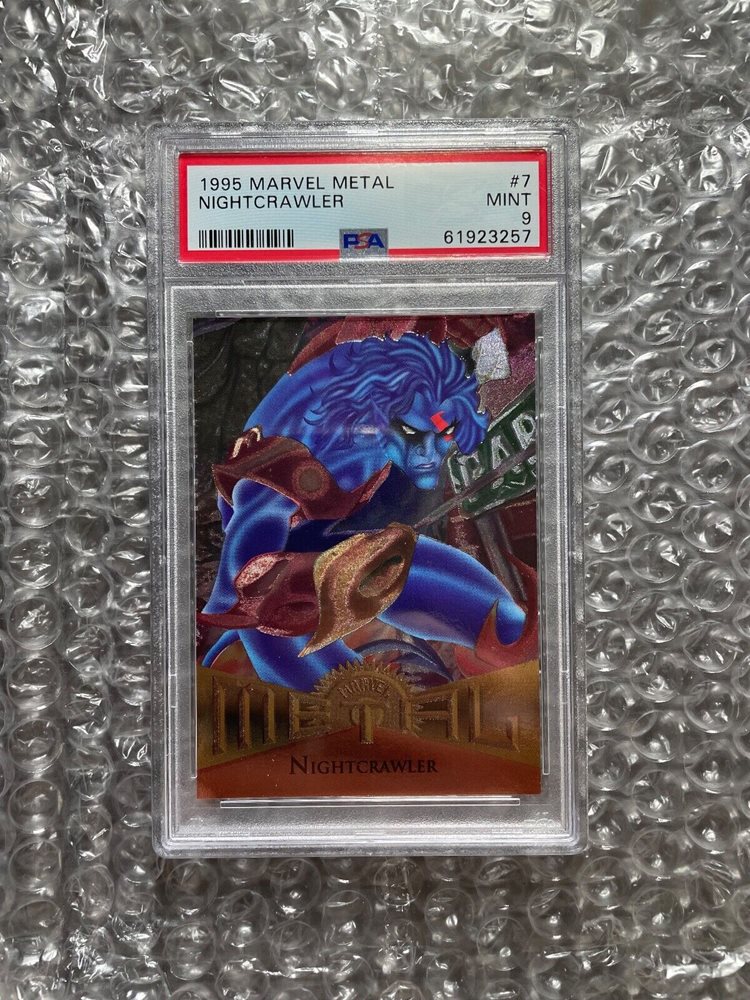 1995 MARVEL METAL #7
NIGHTCRAWLER MINT
9
PSA 61923257
MARVEL
METAL
NIGHTCRAWLER